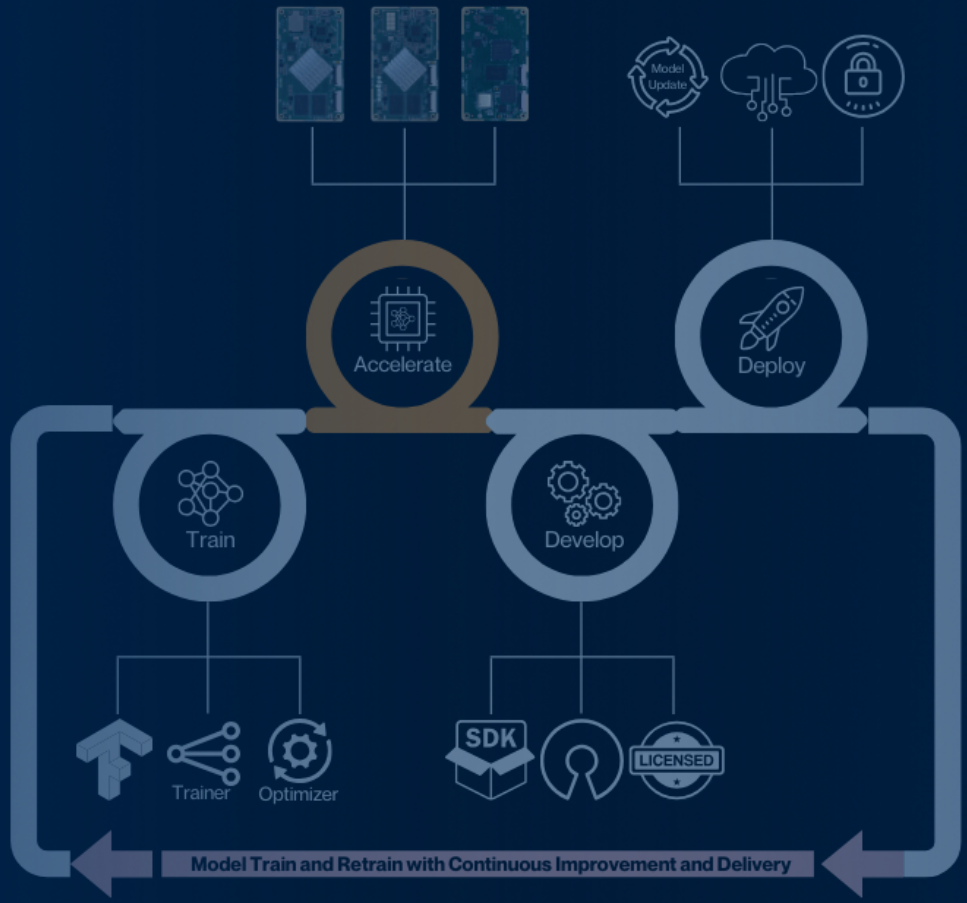 Model
Update
Accelerate
Deploy
Train
Develop
SDK
LICENSED
Trainer
Optimizer
Model Train and Retrain with Continuous Improvement and Delivery